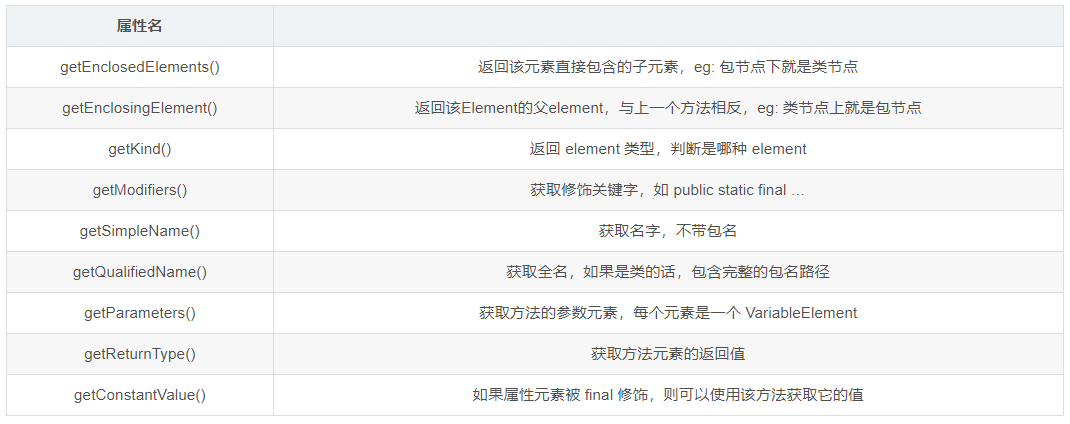 属性名
getEnclosedElements() 返回该元素直接包含的子元素，eg: 包节点下就是类节点
getEnclosingElement() 返回该Element的父element，与上一个方法相反，eg: 类节点上就是包节点
getKind() 返回 element 类型，判断是哪种 element
getModifiers() 获取修饰关键字，如 public static final …
getSimpleName() 获取名字，不带包名
getQualifiedName() 获取全名，如果是类的话，包含完整的包名路径
getParameters() 获取方法的参数元素，每个元素是一个 VariableElement
getReturnType() 获取方法元素的返回值
getConstantValue() 如果属性元素被 final 修饰，则可以使用该方法获取它的值